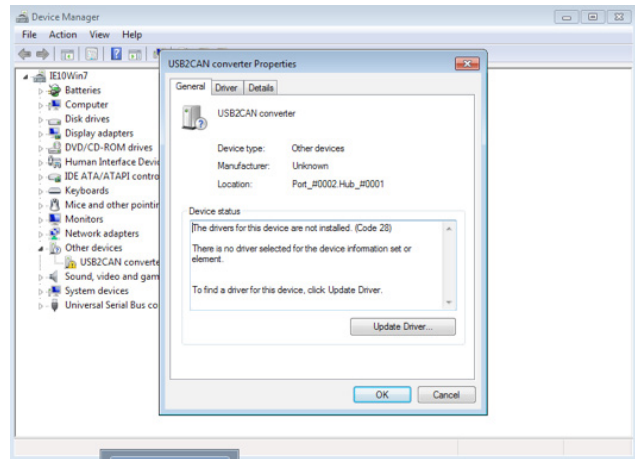 Device Manager
File Action View Help
IE10Win7
Batteries
Computer
Disk drives
Display adapters
DVD/CD-ROM drives
Human Interface Devic
IDE ATA/ATAPI contro
Keyboards
Mice and other pointin
Monitors
Network adapters
Other devices
USB2CAN converte
Sound, video and gam
System devices
Universal Serial Bus co
USB2CAN converter Properties
General Driver Details
USB2CAN converter
Device type: Other devices
Manufacturer: Unknown
Location: Port_#0002.Hub_#0001
Device status
The drivers for this device are not installed. (Code 28)
There is no driver selected for the device information set or
element.
To find a driver for this device, click Update Driver.
Update Driver...
OK Cancel